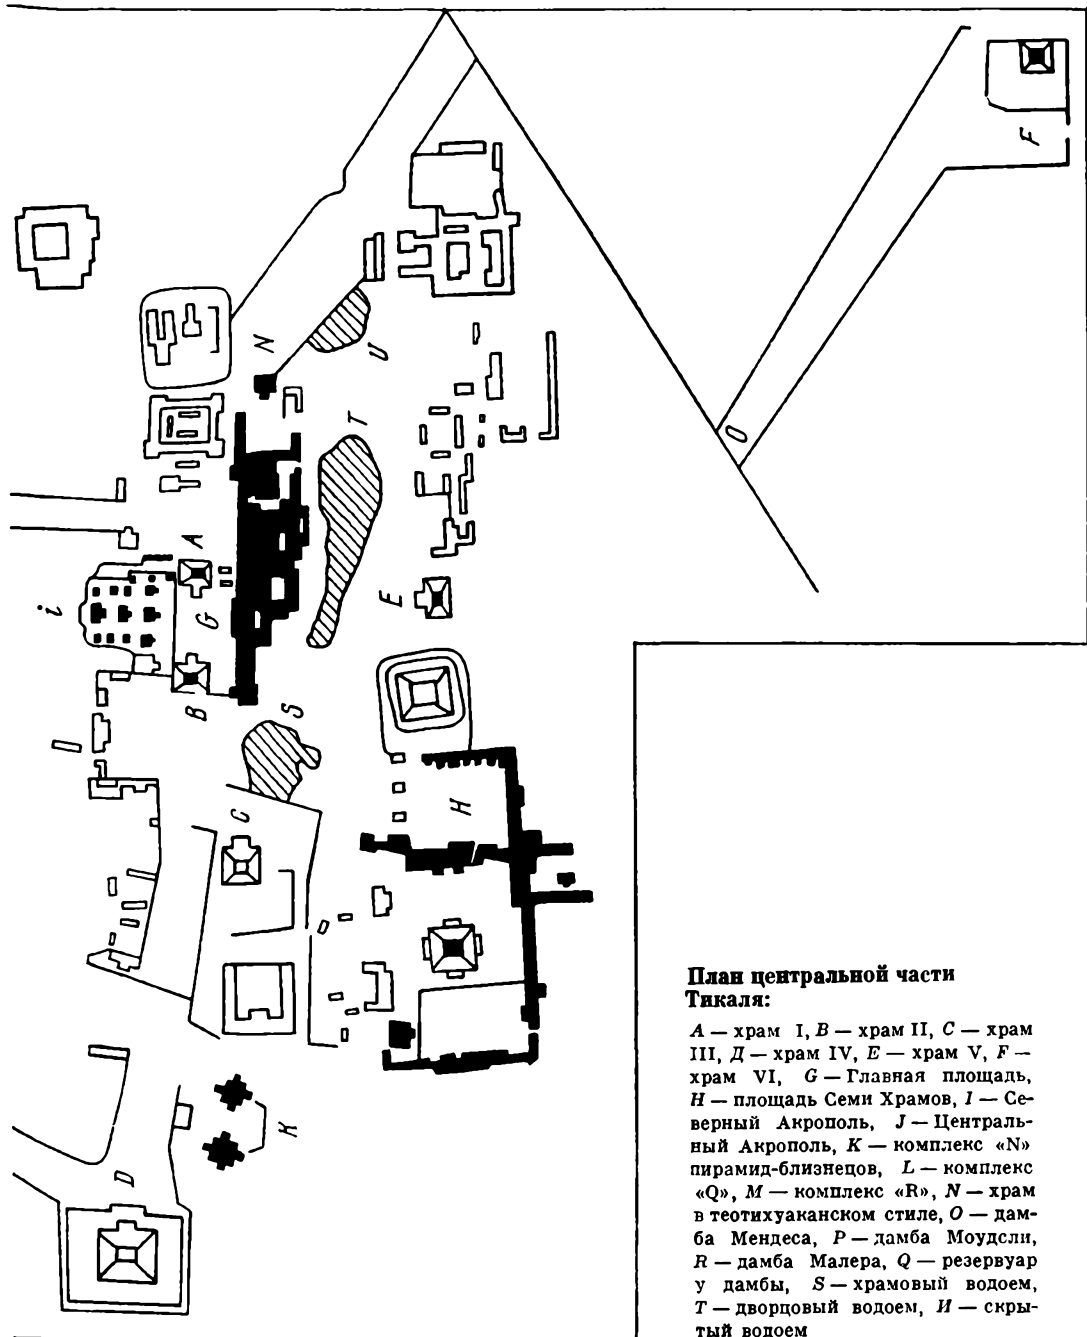 F
N
U
T
O
A
i
E
G
B
S
C
H
K
D
План центральной части
Тикаля:
A — храм I, B — храм II, C — храм
III, Д — храм IV, E — храм V, F —
храм VI, G — Главная площадь,
H — площадь Семи Храмов, I — Се-
верный Акрополь, J — Централь-
ный Акрополь, K — комплекс «N»
пирамид-близнецов, L — комплекс
«Q», M — комплекс «R», N — храм
в теотихуаканском стиле, O — дам-
ба Мендеса, P — дамба Моудсли,
R — дамба Малера, Q — резервуар
у дамбы, S — храмовый водоем,
T — дворцовый водоем, И — скры-
тый водоем